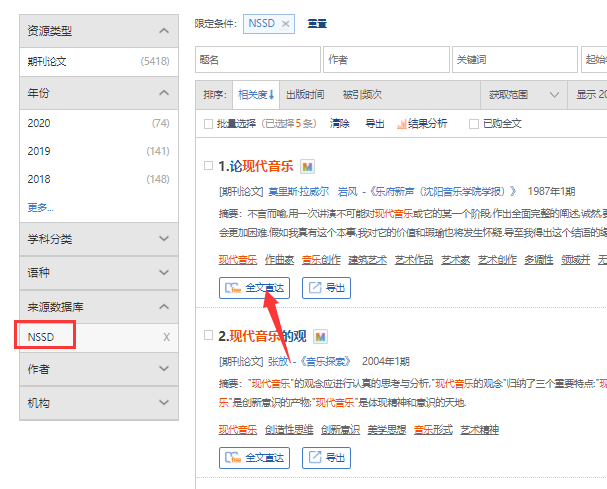 资源类型
期刊论文 (5418)
年份
2020 (74)
2019 (141)
2018 (148)
更多...
学科分类
语种
来源数据库
NSSD X
作者
机构
限定条件： NSSD × 重置
题名 作者 关键词 起始
排序： 相关度 出版时间 被引频次 获取范围 显示 20
批量选择 (已选择5条) 清除 导出 结果分析 已购全文
1.论现代音乐 M
[期刊论文] 莫里斯·拉威尔 岩风 -《乐府新声（沈阳音乐学院学报）》 1987年1期
摘要：不言而喻,用一次讲演不可能对现代音乐或它的某一个阶段,作出全面完整的阐述,诚然,更
会更加困难.假如我真有这个本事,我对它的价值和瑕瑜也将发生怀疑.导至我得出这个结语的缘
现代音乐 作曲家 音乐创作 建筑艺术 艺术作品 艺术家 艺术创作 多调性 领域并 无
全文直达 导出
2.现代音乐的观 M
[期刊论文] 张放 -《音乐探索》 2004年1期
摘要："现代音乐"的观念应进行认真的思考与分析,"现代音乐的观念"归纳了三个重要特点:"现
乐"是创新意识的产物;"现代音乐"是体现精神和意识的天地.
现代音乐 创造性思维 创新意识 美学思想 音乐形式 艺术精神
全文直达 导出